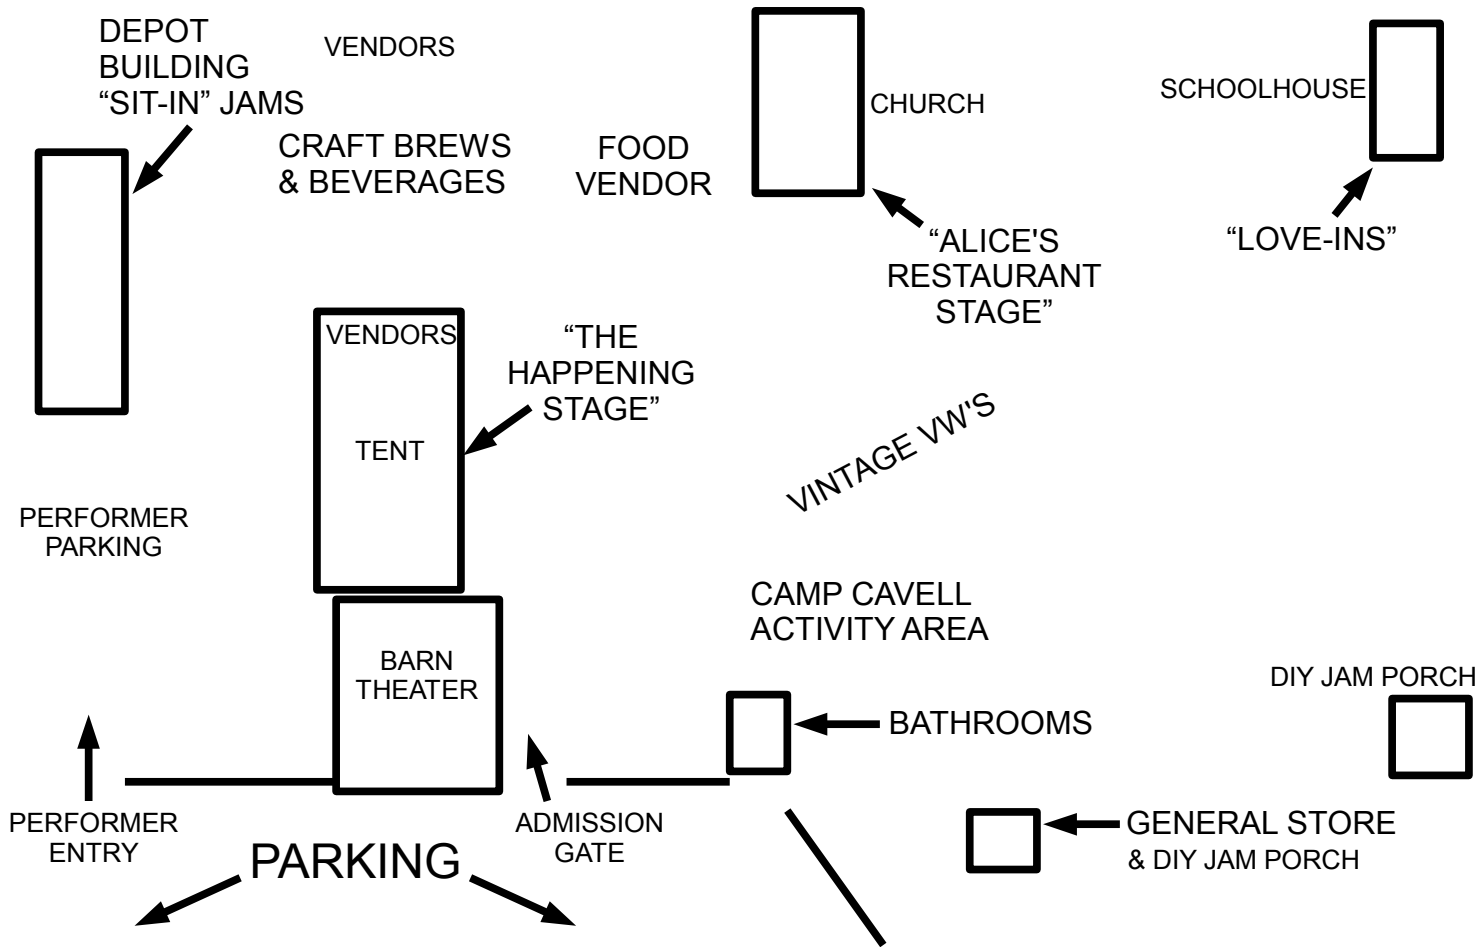 DEPOT
BUILDING
“SIT-IN” JAMS
VENDORS
CRAFT BREWS
& BEVERAGES
FOOD
VENDOR
CHURCH
“ALICE'S
RESTAURANT
STAGE”
SCHOOLHOUSE
“LOVE-INS”
VENDORS
TENT
“THE
HAPPENING
STAGE”
VINTAGE VW'S
PERFORMER
PARKING
CAMP CAVELL
ACTIVITY AREA
BARN
THEATER
BATHROOMS
DIY JAM PORCH
PERFORMER
ENTRY
PARKING
ADMISSION
GATE
GENERAL STORE
& DIY JAM PORCH